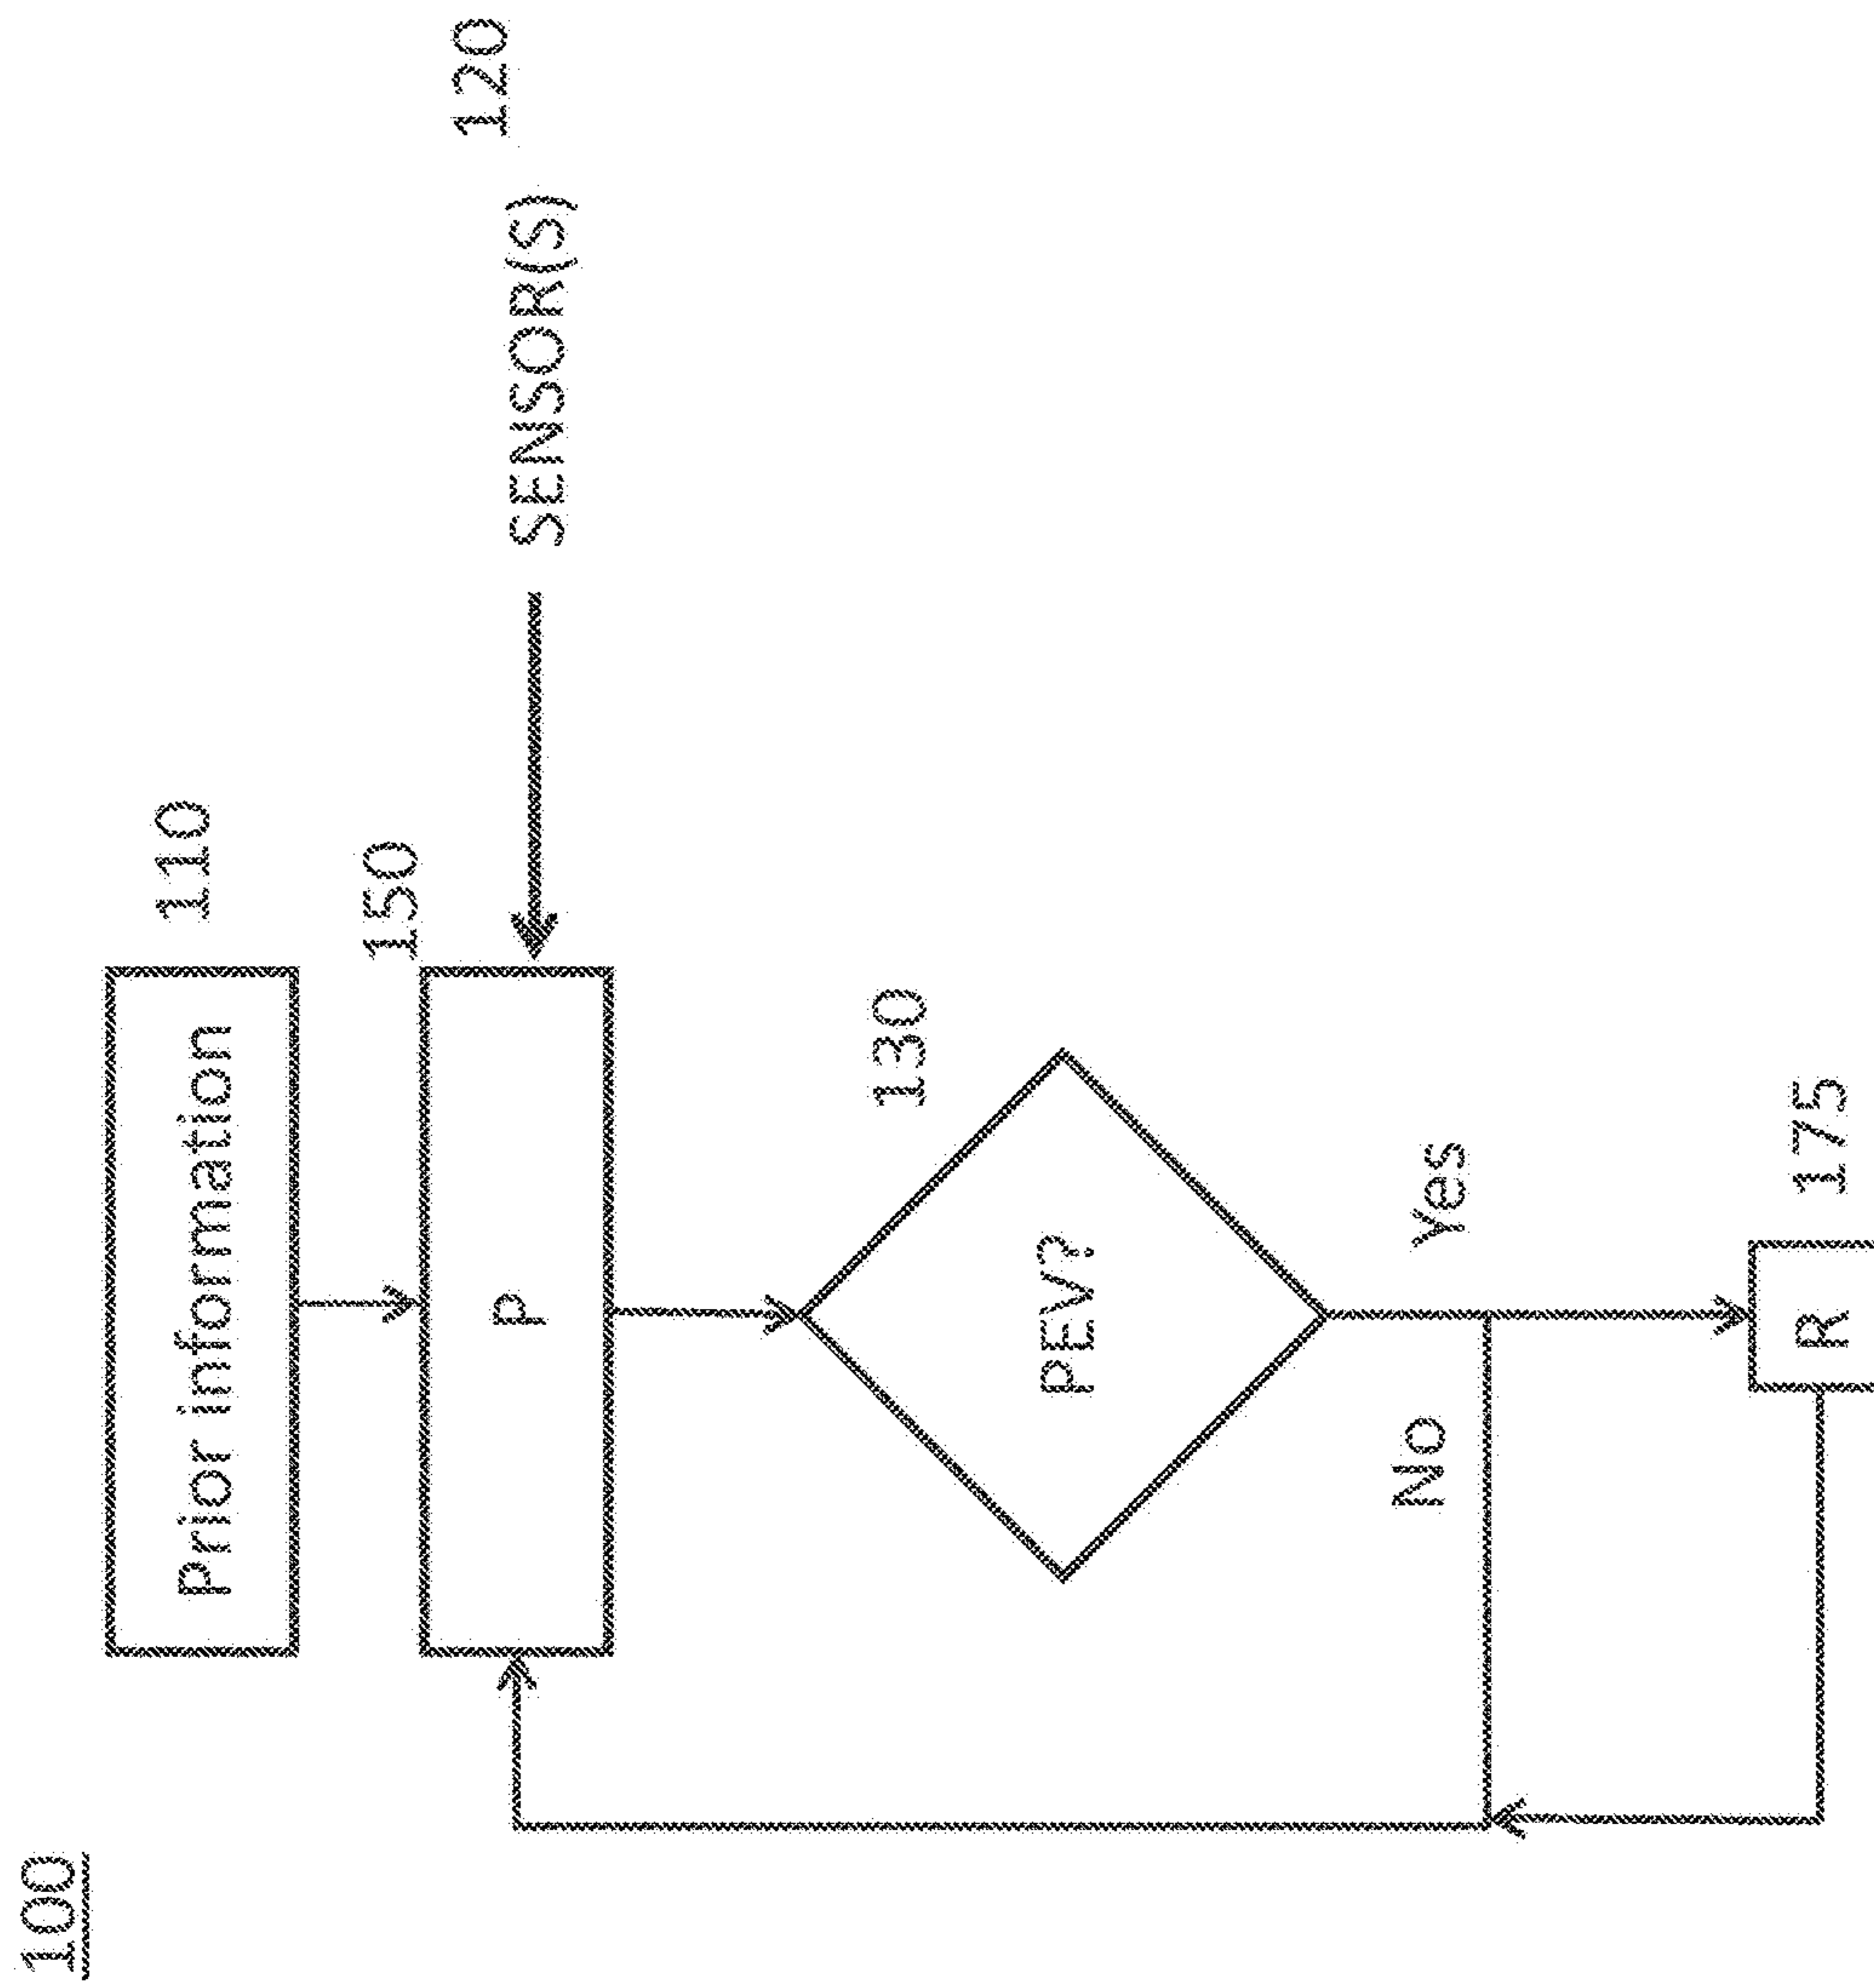 100
Prior information
110
150
P
SENSOR(S)
120
130
PEV?
Yes
No
R
175